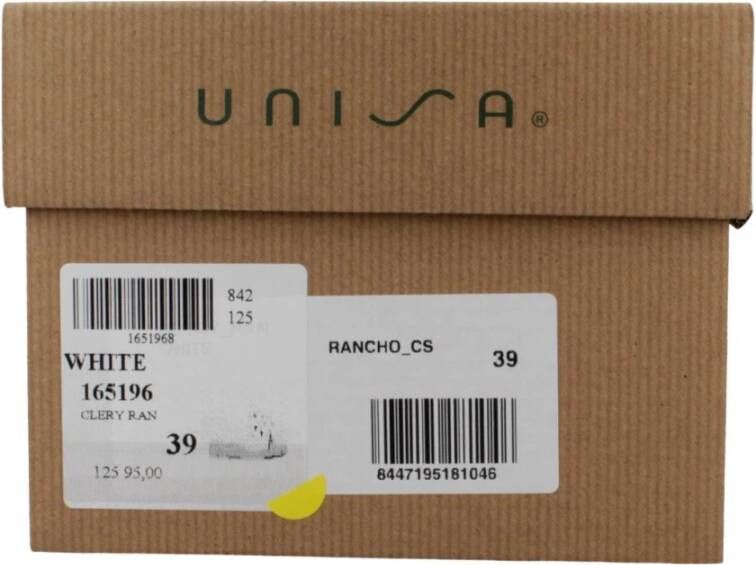 UNISA®
842
125
1651968
WHITE
165196
CLERY RAN
39
125 95,00
RANCHO_CS
39
8447195181046